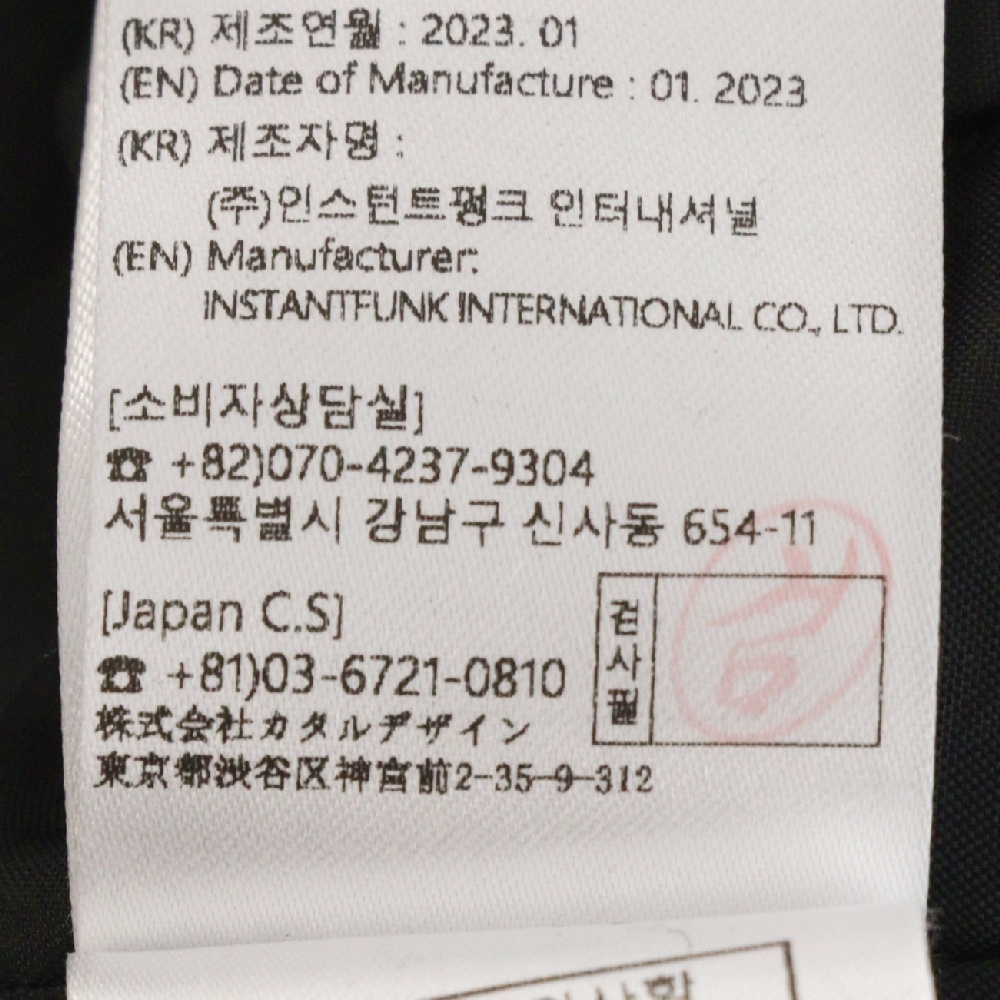 (KR) 제조연월 : 2023. 01
(EN) Date of Manufacture : 01. 2023
(KR) 제조자명 :
(주)인스턴트펑크 인터내셔널
(EN) Manufacturer:
INSTANTFUNK INTERNATIONAL CO., LTD.
[소비자상담실]
☎ +82)070-4237-9304
서울특별시 강남구 신사동 654-11
[Japan C.S]
☎ +81)03-6721-0810
株式会社カタルデザイン
東京都渋谷区神宮前2-35-9-312
검사필